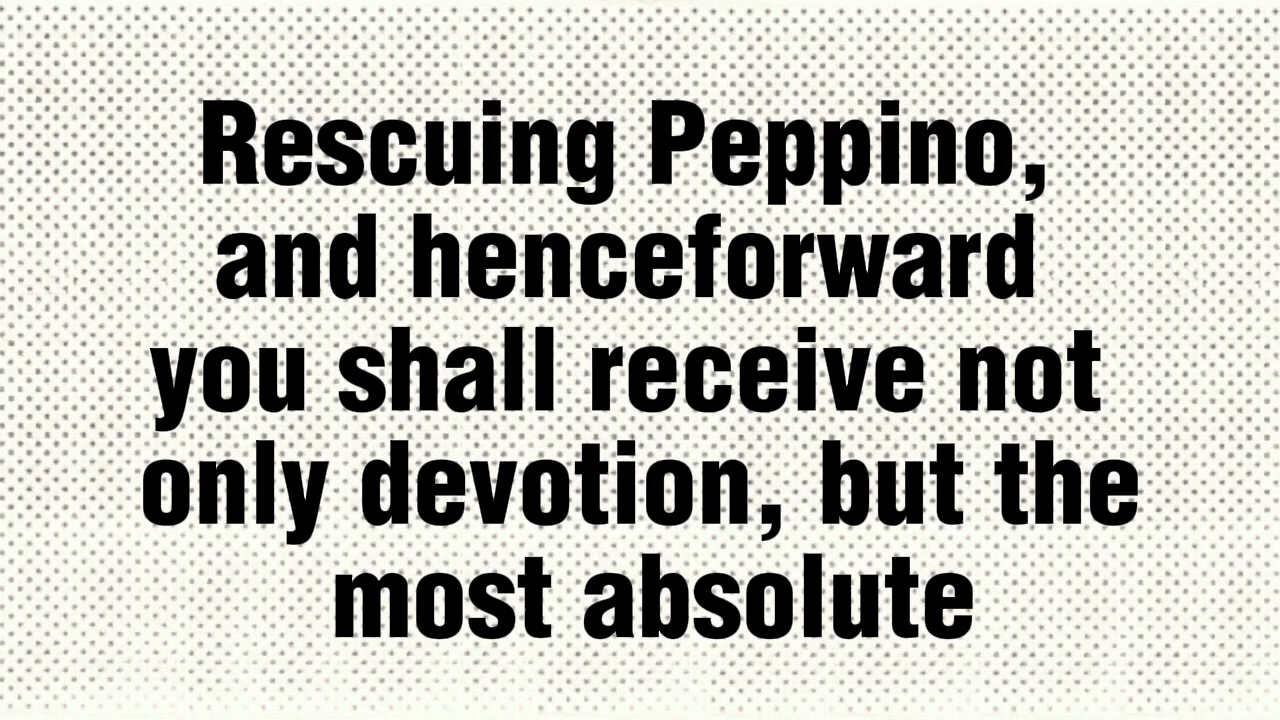 Rescuing Peppino,
and henceforward
you shall receive not
only devotion, but the
most absolute